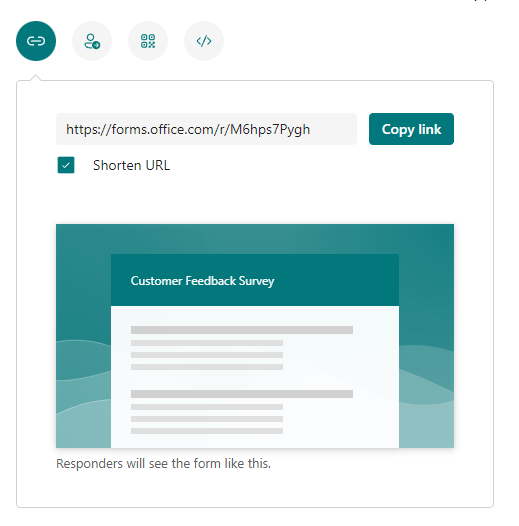 https://forms.office.com/r/M6hps7Pygh
Copy link
Shorten URL
Customer Feedback Survey
Responders will see the form like this.